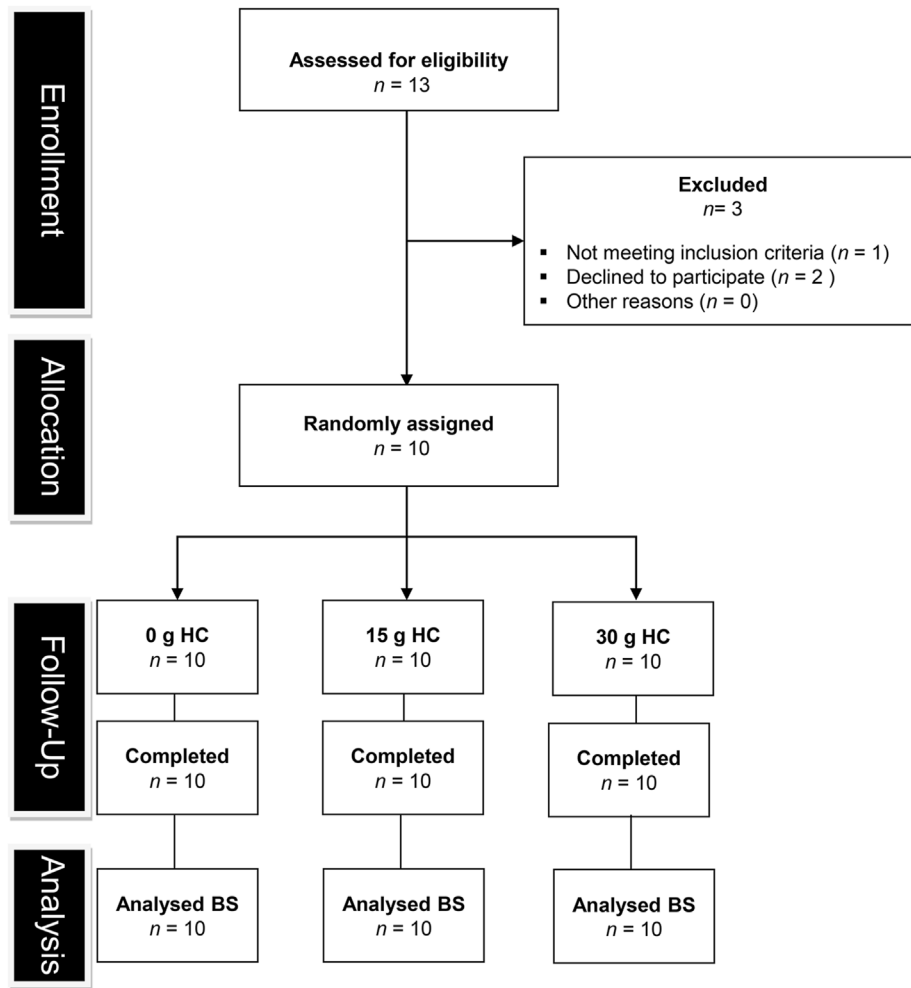 Enrollment
Assessed for eligibility
n = 13
Excluded
n= 3
▪ Not meeting inclusion criteria (n = 1)
▪ Declined to participate (n = 2 )
▪ Other reasons (n = 0)
Allocation
Randomly assigned
n = 10
Follow-Up
0 g HC
n = 10
15 g HC
n = 10
30 g HC
n = 10
Completed
n = 10
Completed
n = 10
Completed
n = 10
Analysis
Analysed BS
n = 10
Analysed BS
n = 10
Analysed BS
n = 10